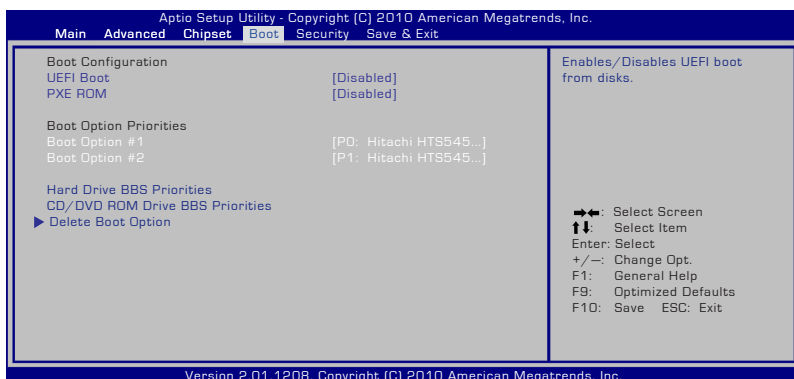 Aptio Setup Utility - Copyright (C) 2010 American Megatrends, Inc.
Main Advanced Chipset Boot Security Save & Exit
Boot Configuration
UEFI Boot [Disabled]
PXE ROM [Disabled]
Boot Option Priorities
Boot Option #1 [P0: Hitachi HTS545...]
Boot Option #2 [P1: Hitachi HTS545...]
Hard Drive BBS Priorities
CD/DVD ROM Drive BBS Priorities
Delete Boot Option
Enables/Disables UEFI boot
from disks.
: Select Screen
: Select Item
Enter: Select
+/—: Change Opt.
F1: General Help
F9: Optimized Defaults
F10: Save ESC: Exit
Version 2.01.1208. Copyright (C) 2010 American Megatrends, Inc.